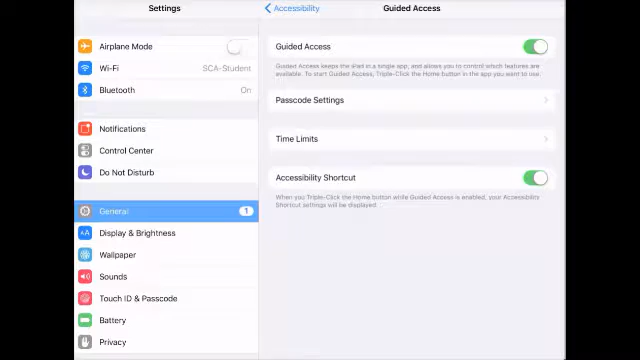 Settings
Accessibility
Guided Access
Airplane Mode
Wi-Fi
SCA-Student
Bluetooth
On
Notifications
Control Center
Do Not Disturb
General
1
Display & Brightness
AA
Wallpaper
Sounds
Touch ID & Passcode
Battery
Privacy
Guided Access
Guided Access keeps the iPad in a single app, and allows you to control which features are
available. To start Guided Access, Triple-Click the Home button in the app you want to use.
Passcode Settings
Time Limits
Accessibility Shortcut
When you Triple-Click the Home button while Guided Access is enabled, your Accessibility
Shortcut settings will be displayed.